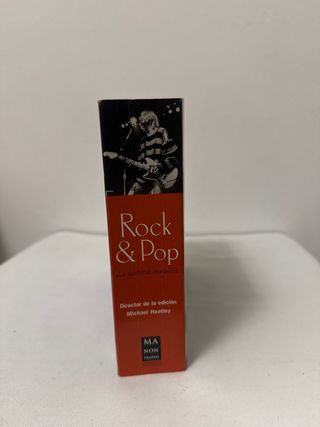 Rock
& Pop
La historia completa
Director de la edición
Michael Heatley
MA
NON
TROPPO